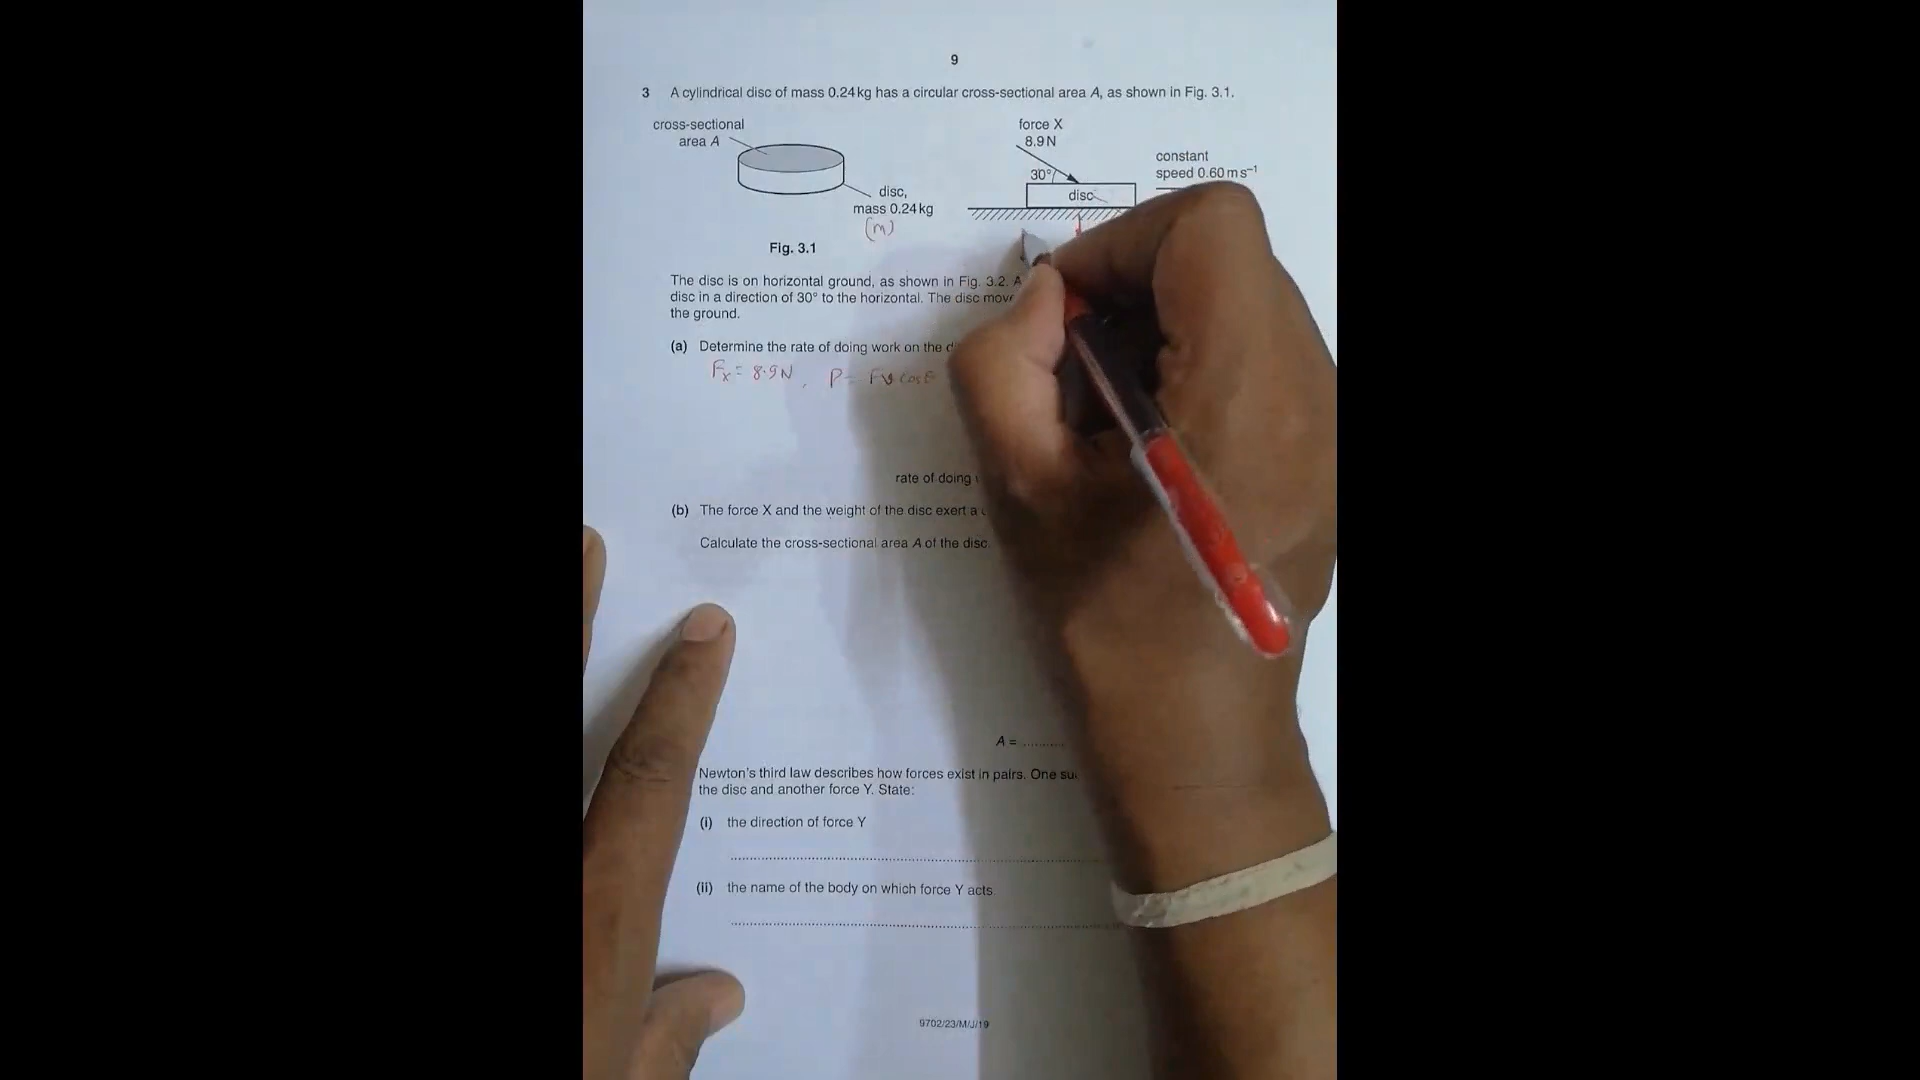 9
3 A cylindrical disc of mass 0.24 kg has a circular cross-sectional area A, as shown in Fig. 3.1.
cross-sectional
area A
disc,
mass 0.24 kg
(m)
Fig. 3.1
force X
8.9 N
30°
disc
constant
speed 0.60 m s⁻¹
The disc is on horizontal ground, as shown in Fig. 3.2. A
disc in a direction of 30° to the horizontal. The disc
the ground.
(a) Determine the rate of doing work on the
Fx = 8.9N, P = Fv cosθ
rate of doing
(b) The force X and the weight of the disc exert a
Calculate the cross-sectional area A of the disc.
A = ..........
Newton's third law describes how forces exist in pairs. One
the disc and another force Y. State:
(i) the direction of force Y
(ii) the name of the body on which force Y acts.
9702/23/M/J/19